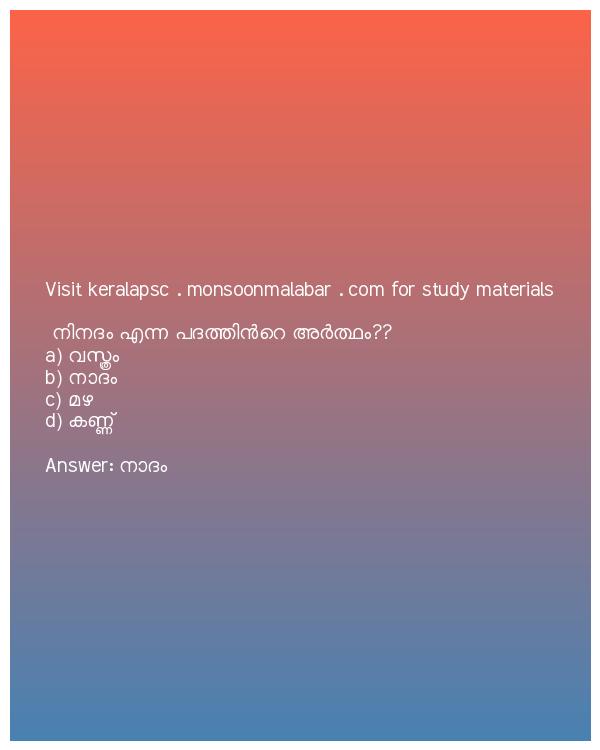 Visit keralapsc . monsoonmalabar . com for study materials
നിനദം എന്ന പദത്തിൻറെ അർത്ഥം??
a) വസ്ത്രം
b) നാദം
c) മഴ
d) കണ്ണ്
Answer: നാദം